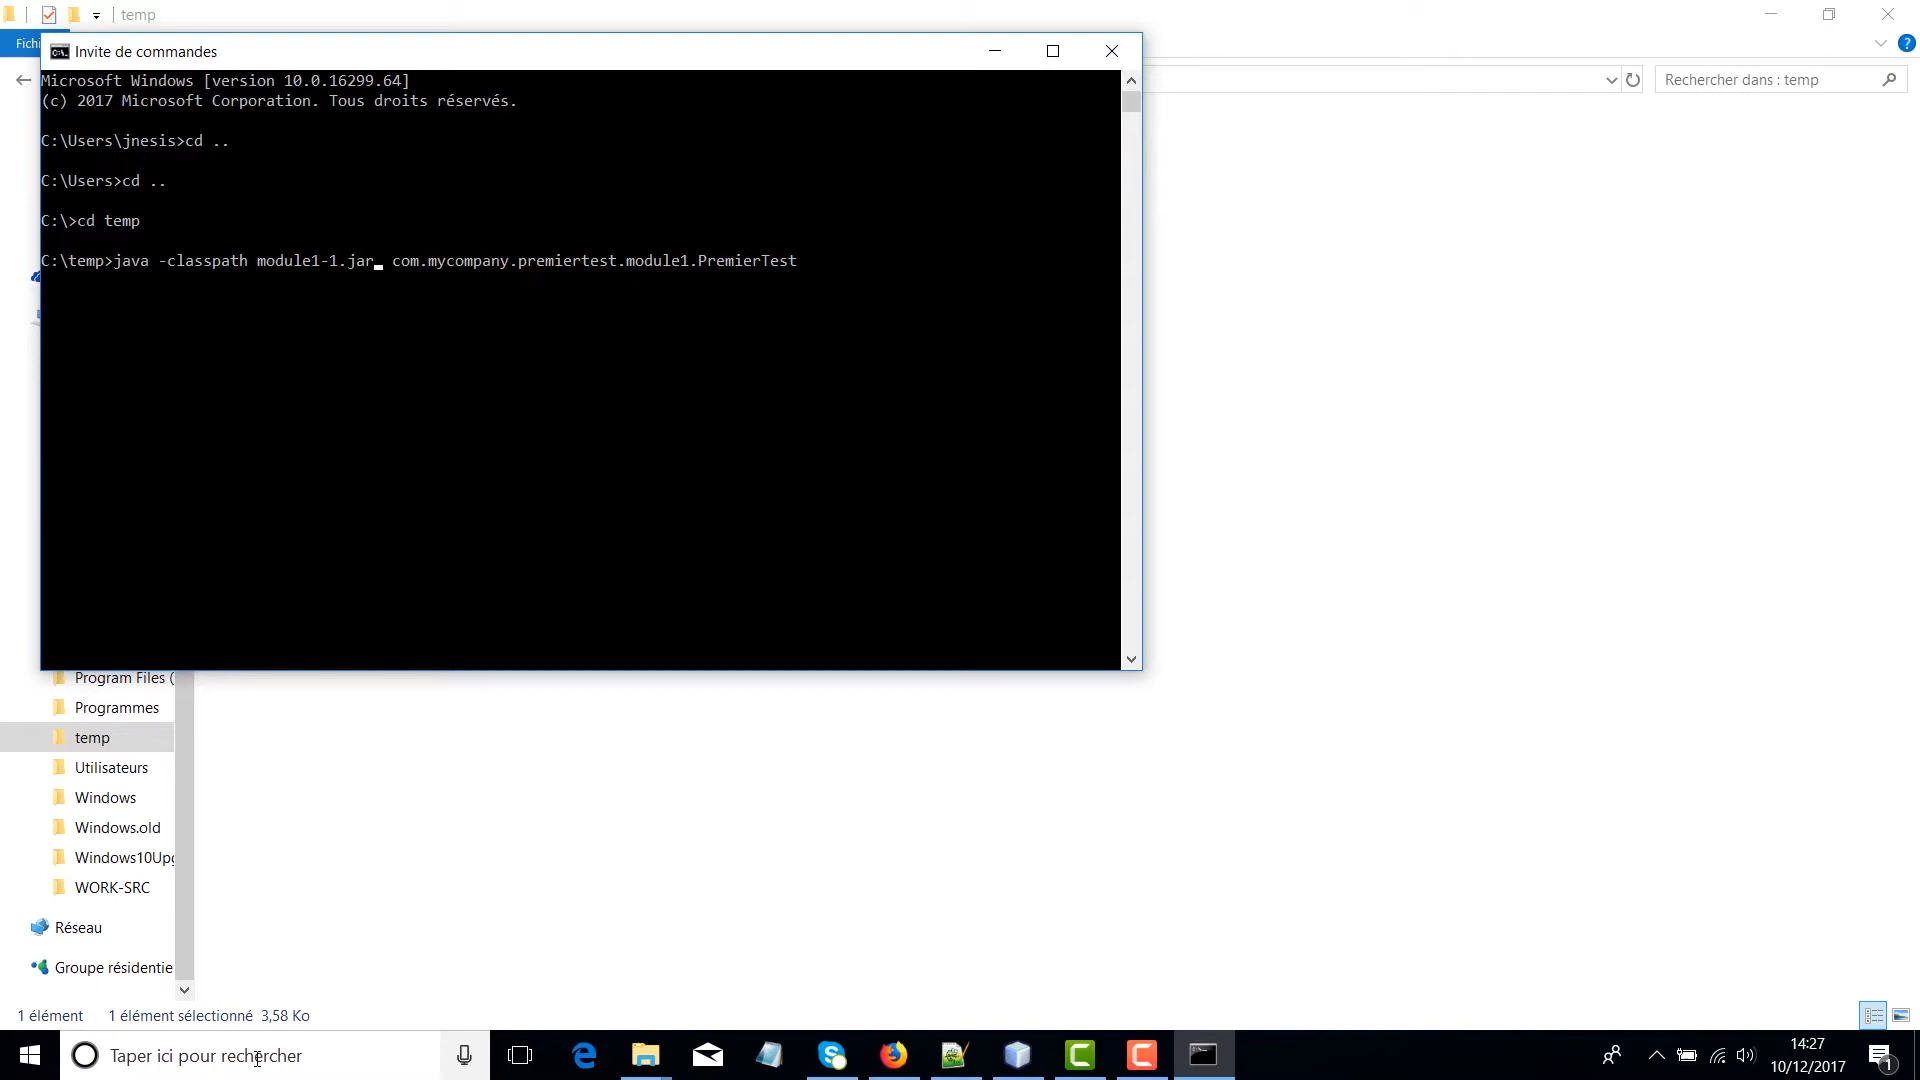 temp
Fichi
Invite de commandes
Microsoft Windows [version 10.0.16299.64]
(c) 2017 Microsoft Corporation. Tous droits réservés.
C:\Users\jnesis>cd ..
C:\Users>cd ..
C:\>cd temp
C:\temp>java -classpath module1-1.jar com.mycompany.premiertest.module1.PremierTest
Rechercher dans : temp
Program Files (
Programmes
temp
Utilisateurs
Windows
Windows.old
Windows10Upg
WORK-SRC
Réseau
Groupe résidentie
1 élément 1 élément sélectionné 3,58 Ko
Taper ici pour rechercher
14:27
10/12/2017
1